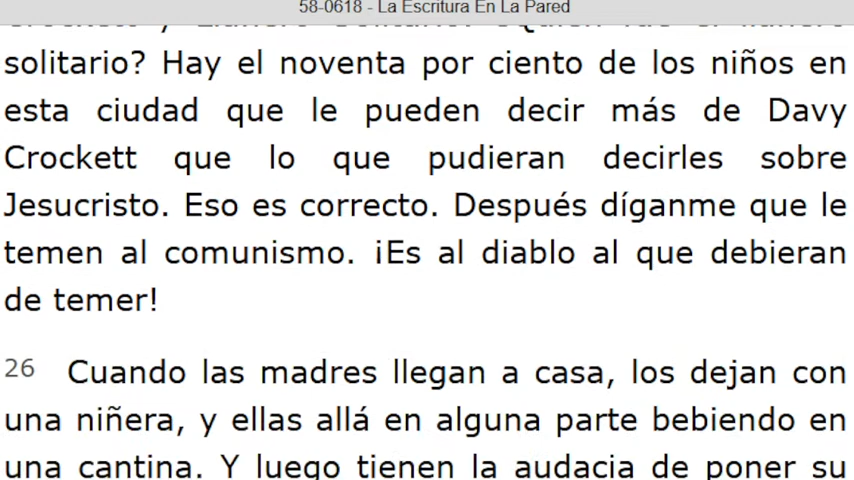 58-0618 - La Escritura En La Pared
solitario? Hay el noventa por ciento de los niños en
esta ciudad que le pueden decir más de Davy
Crockett que lo que pudieran decirles sobre
Jesucristo. Eso es correcto. Después díganme que le
temen al comunismo. ¡Es al diablo al que debieran
de temer!
26 Cuando las madres llegan a casa, los dejan con
una niñera, y ellas allá en alguna parte bebiendo en
una cantina. Y luego tienen la audacia de poner su